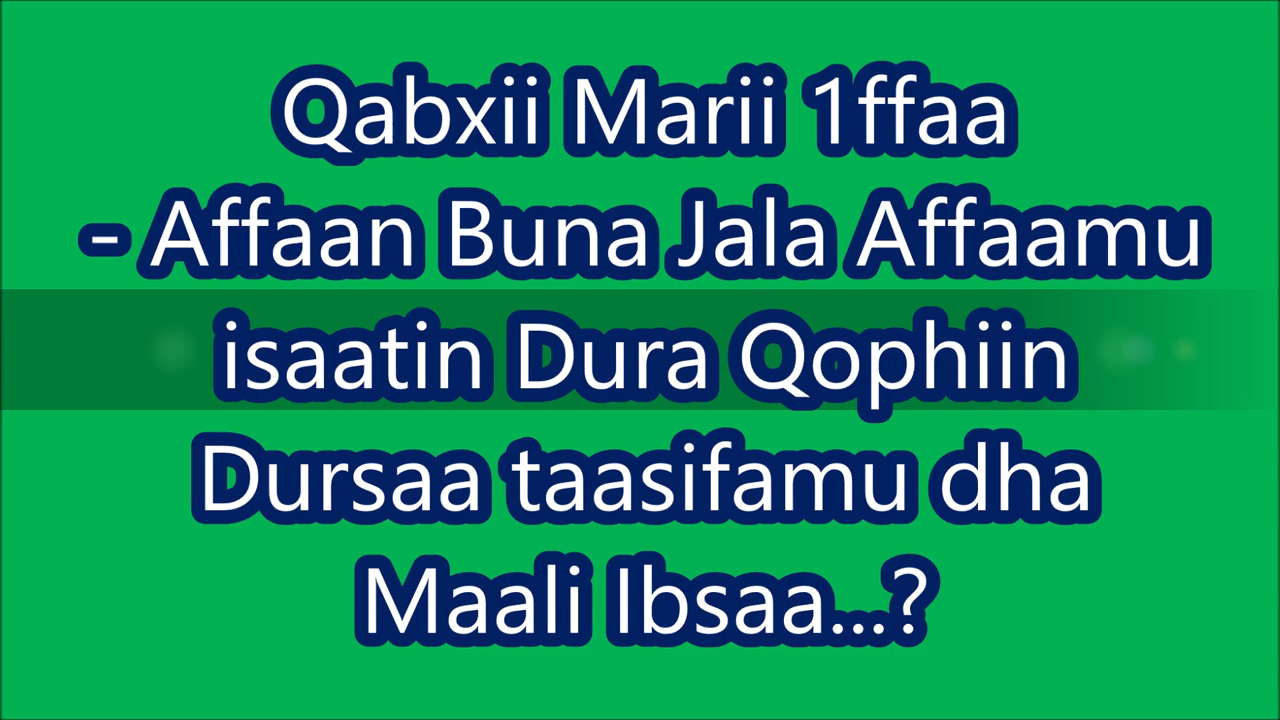 Qabxii Marii 1ffaa
- Affaan Buna Jala Affaamu
isaatin Dura Qophiin
Dursaa taasifamu dha
Maali Ibsaa...?